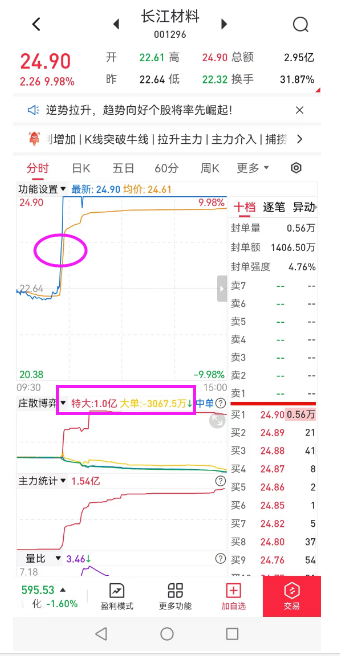 长江材料
001296
24.90
2.26 9.98%
开 22.61 高 24.90 总额 2.95亿
昨 22.64 低 22.32 换手 31.87%
逆势拉升，趋势向好个股将率先崛起!
增加 | K线突破牛线 | 拉升主力 | 主力介入 | 捕捞
分时 日K 五日 60分 周K 更多
功能设置 最新: 24.90 均价: 24.61
24.90 9.98%
22.64
20.38 -9.98%
09:30 15:00
十档 逐笔 异动
封单量 0.56万
封单额 1406.50万
封单强度 4.76%
卖7 -- --
卖6 -- --
卖5 -- --
卖4 -- --
卖3 -- --
卖2 -- --
卖1 -- --
买1 24.90 0.56万
买2 24.89 21
买3 24.88 41
买4 24.87 8
买5 24.86 2
买6 24.85 1
买7 24.82 5
买8 24.80 37
买9 24.76 54
庄散博弈 特大:1.0亿 大单:-3067.5万↓ 中单
主力统计 1.54亿
量比 3.46↓
7.18
595.53
化 -1.60%
盈利模式
更多功能
加自选
交易